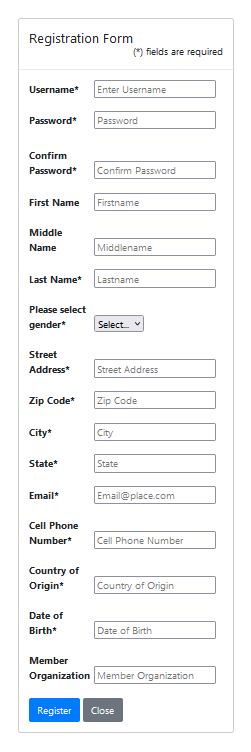 Registration Form
(*) fields are required
Username* Enter Username
Password* Password
Confirm
Password* Confirm Password
First Name Firstname
Middle
Name Middlename
Last Name* Lastname
Please select
gender* Select...
Street
Address* Street Address
Zip Code* Zip Code
City* City
State* State
Email* Email@place.com
Cell Phone
Number* Cell Phone Number
Country of
Origin* Country of Origin
Date of
Birth* Date of Birth
Member
Organization Member Organization
Register Close